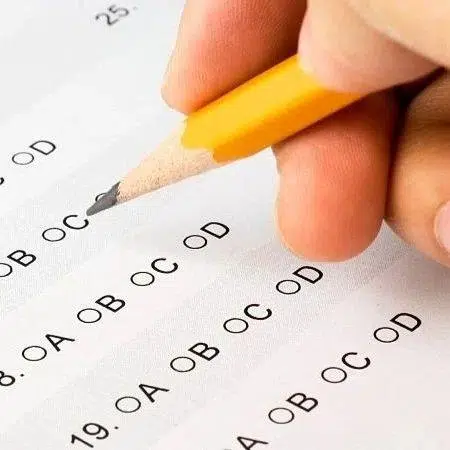 25.
○D
○B ○C
8. ○A ○B ○C ○D
19. ○A ○B ○C ○D
A ○B ○C ○D